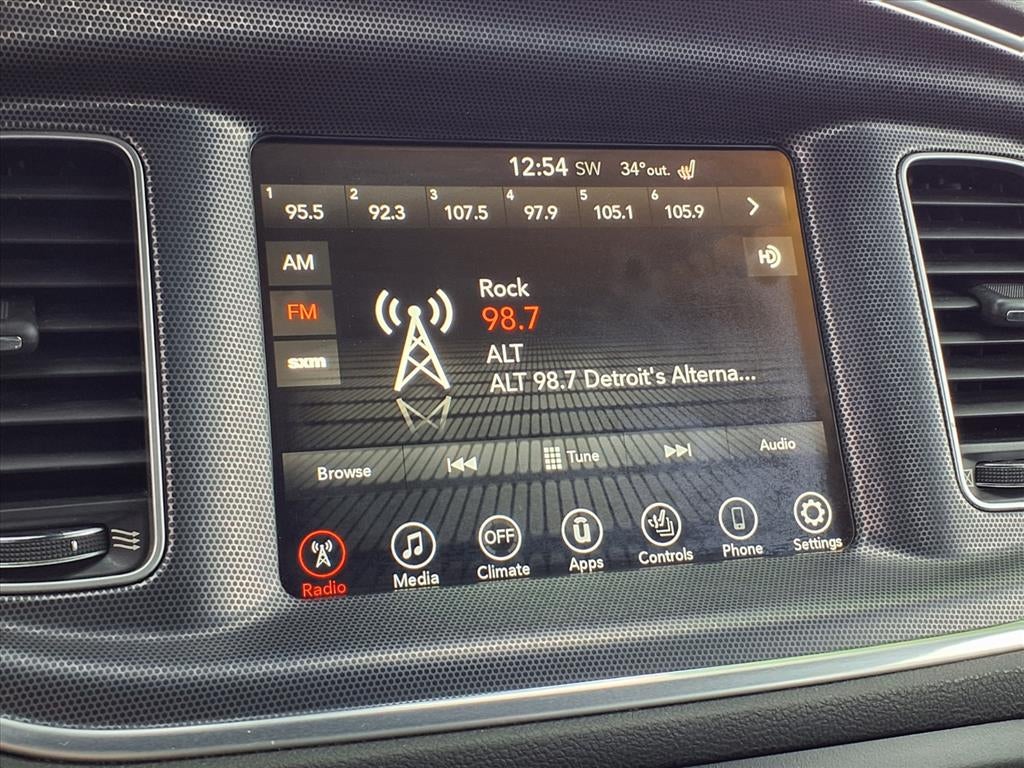 12:54 SW 34° out.
1 2 3 4 5 6
95.5 92.3 107.5 97.9 105.1 105.9
AM
HD
FM
sxm
Rock
98.7
ALT
ALT 98.7 Detroit's Alterna...
Browse Tune Audio
OFF
Radio Media Climate Apps Controls Phone Settings